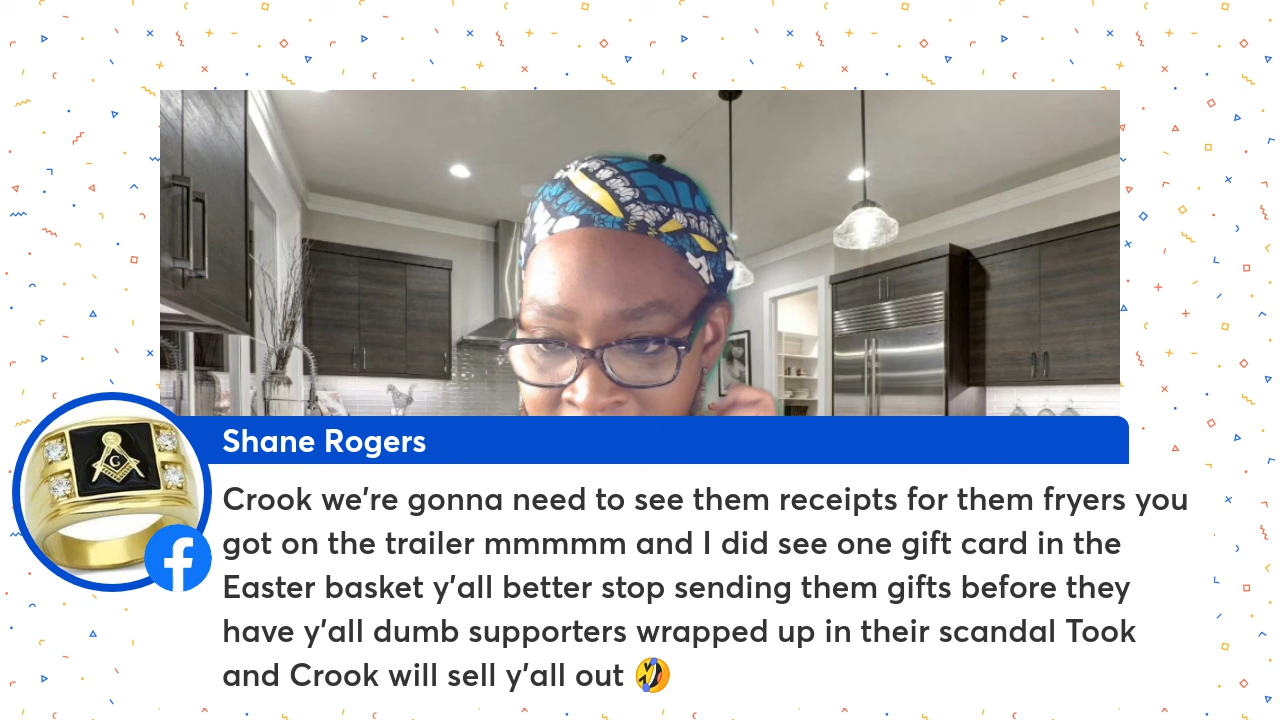 Shane Rogers
Crook we're gonna need to see them receipts for them fryers you
got on the trailer mmmmm and I did see one gift card in the
Easter basket y'all better stop sending them gifts before they
have y'all dumb supporters wrapped up in their scandal Took
and Crook will sell y'all out 🤣
G